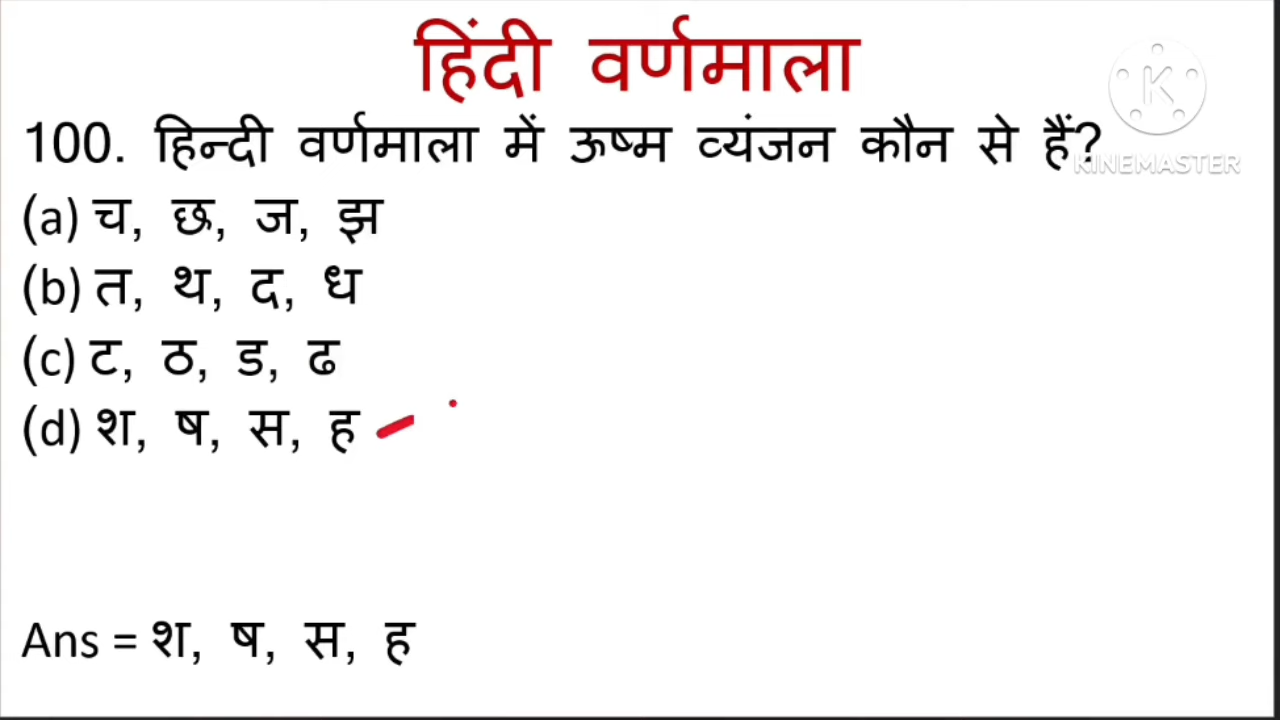 हिंदी वर्णमाला
K
KINEMASTER
100. हिन्दी वर्णमाला में ऊष्म व्यंजन कौन से हैं?
(a) च, छ, ज, झ
(b) त, थ, द, ध
(c) ट, ठ, ड, ढ
(d) श, ष, स, ह
Ans = श, ष, स, ह